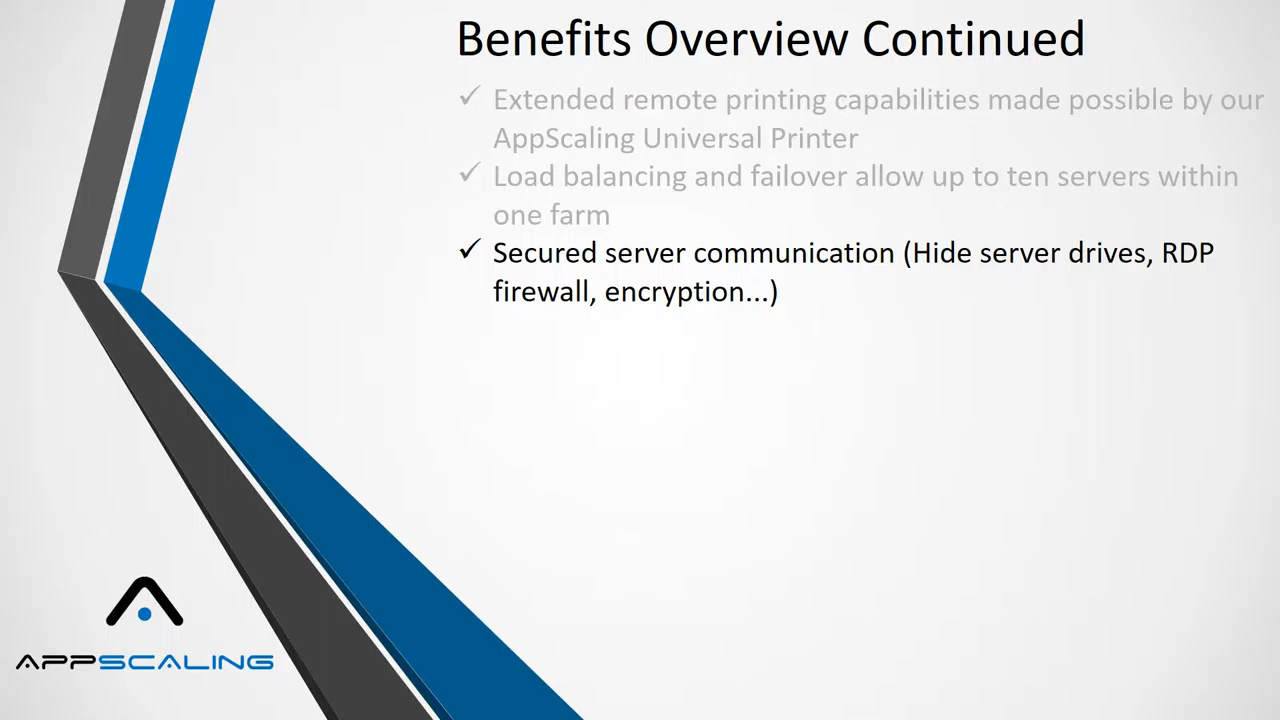 Benefits Overview Continued
✓ Extended remote printing capabilities made possible by our
AppScaling Universal Printer
✓ Load balancing and failover allow up to ten servers within
one farm
✓ Secured server communication (Hide server drives, RDP
firewall, encryption...)
APPSCALING